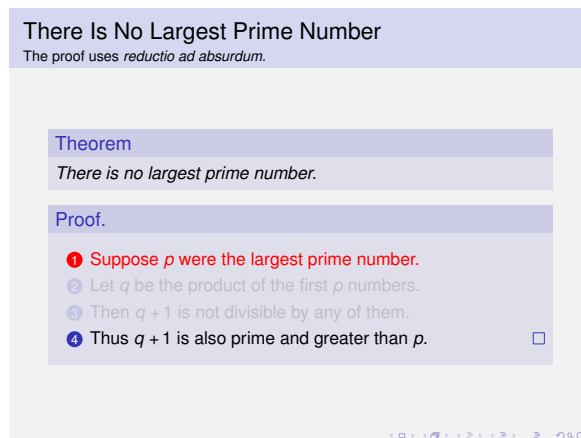 There Is No Largest Prime Number
The proof uses reductio ad absurdum.
Theorem
There is no largest prime number.
Proof.
1 Suppose p were the largest prime number.
2 Let q be the product of the first p numbers.
3 Then q + 1 is not divisible by any of them.
4 Thus q + 1 is also prime and greater than p.